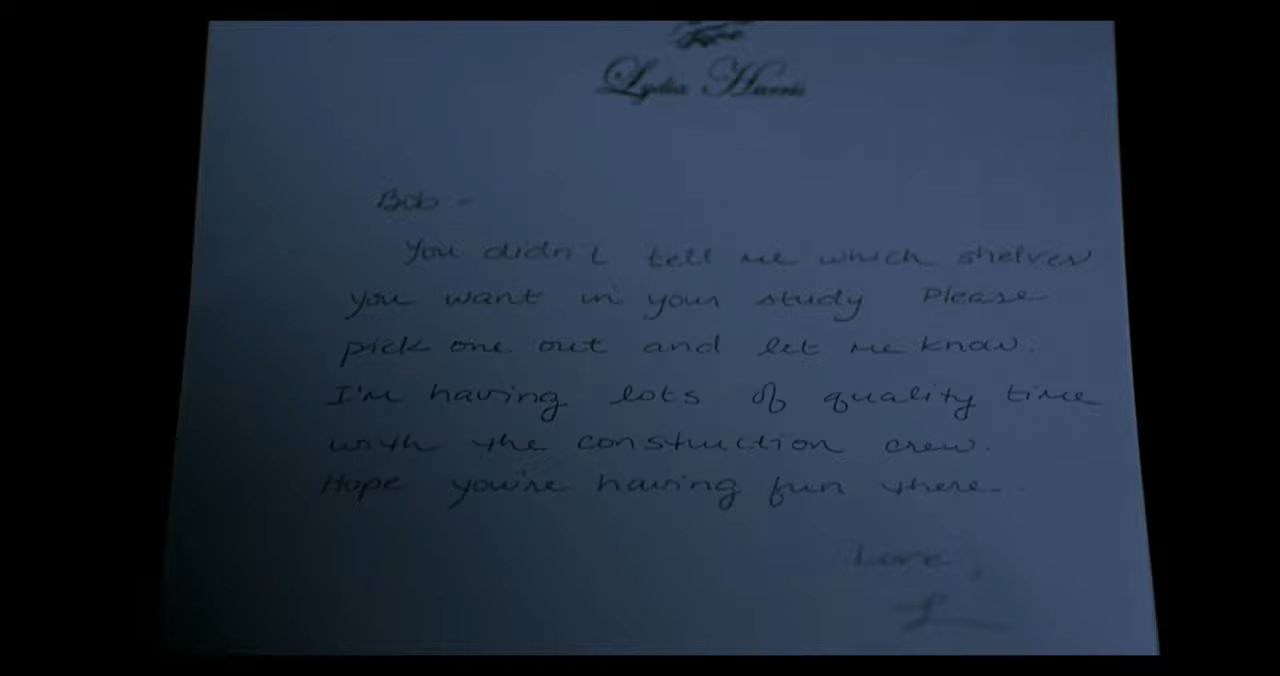 Lydia Harris
Bob -
You didn't tell me which shelves
you want in your study Please
pick one out and let me know.
I'm having lots of quality time
with the construction crew.
Hope you're having fun there.
Love,
L